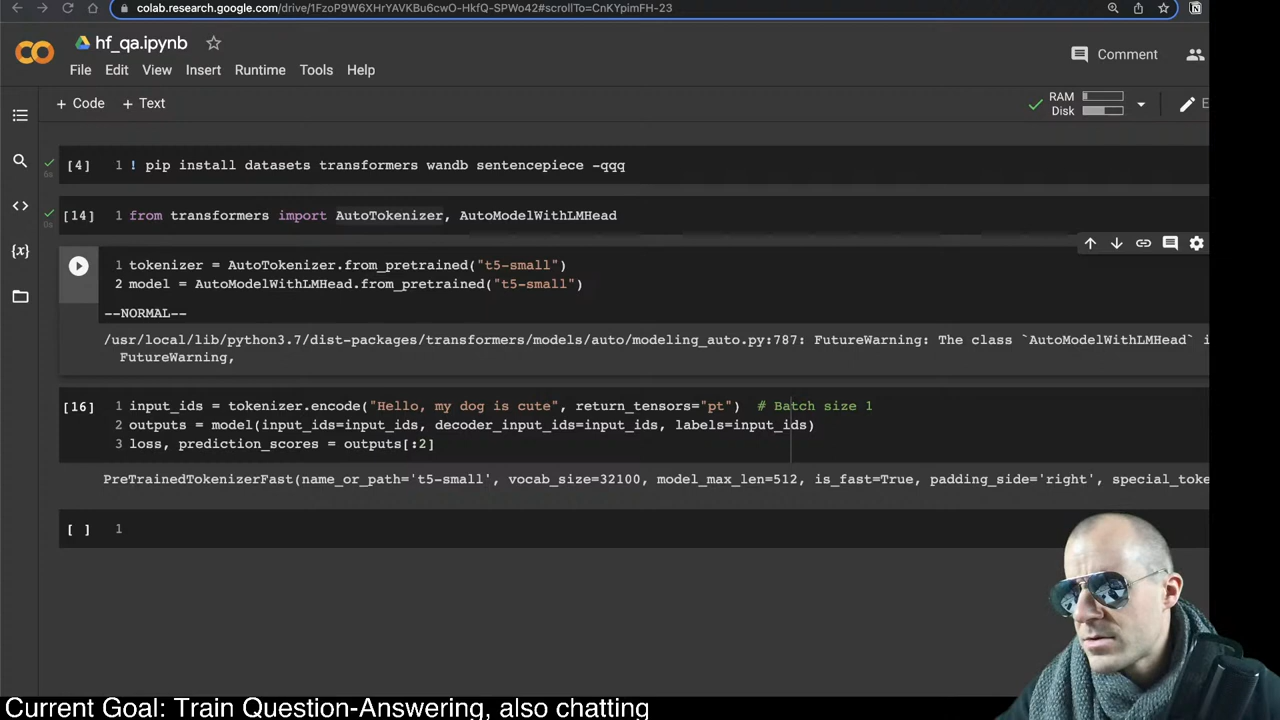 colab.research.google.com/drive/1FzoP9W6XHrYAVKBu6cwO-HkfQ-SPWo42#scrollTo=CnKYpimFH-23
hf_qa.ipynb
File Edit View Insert Runtime Tools Help
Comment
+ Code + Text
RAM
Disk
E
[4] 1 ! pip install datasets transformers wandb sentencepiece -qqq
6s
[14] 1 from transformers import AutoTokenizer, AutoModelWithLMHead
0s
1 tokenizer = AutoTokenizer.from_pretrained("t5-small")
2 model = AutoModelWithLMHead.from_pretrained("t5-small")
--NORMAL--
/usr/local/lib/python3.7/dist-packages/transformers/models/auto/modeling_auto.py:787: FutureWarning: The class `AutoModelWithLMHead` i
FutureWarning,
[16] 1 input_ids = tokenizer.encode("Hello, my dog is cute", return_tensors="pt") # Batch size 1
2 outputs = model(input_ids=input_ids, decoder_input_ids=input_ids, labels=input_ids)
3 loss, prediction_scores = outputs[:2]
PreTrainedTokenizerFast(name_or_path='t5-small', vocab_size=32100, model_max_len=512, is_fast=True, padding_side='right', special_toke
[ ] 1
Current Goal: Train Question-Answering, also chatting